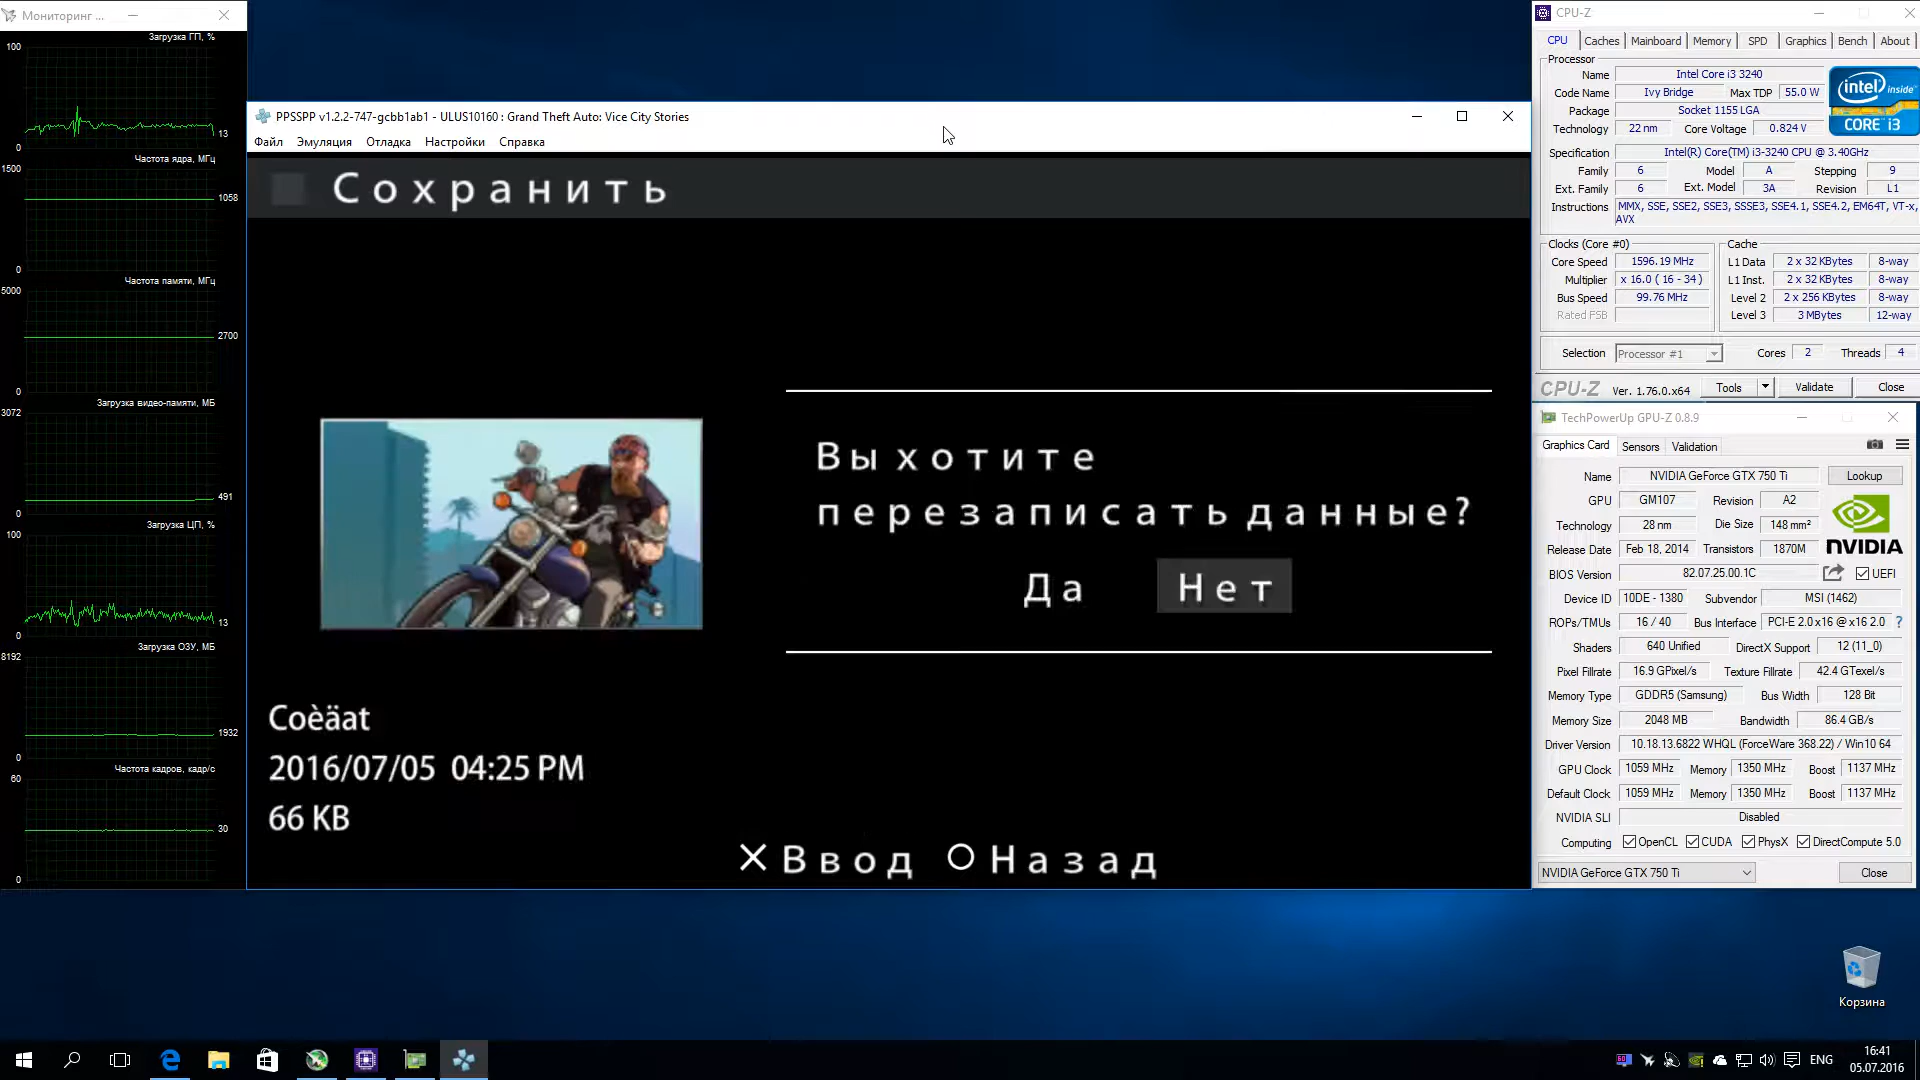 Мониторинг ...
Загрузка ГП, %
100
13
0
Частота ядра, МГц
1500
1058
0
Частота памяти, МГц
5000
2700
0
Загрузка видео-памяти, МБ
3072
491
0
Загрузка ЦП, %
100
13
0
Загрузка ОЗУ, МБ
8192
1932
0
Частота кадров, кадр/с
60
30
0
PPSSPP v1.2.2-747-gcbb1ab1 - ULUS10160 : Grand Theft Auto: Vice City Stories
Файл Эмуляция Отладка Настройки Справка
Сохранить
Вы хотите
перезаписать данные?
Да Нет
Coèäat
2016/07/05 04:25 PM
66 KB
Ввод Назад
CPU-Z
CPU Caches Mainboard Memory SPD Graphics Bench About
Processor
Name Intel Core i3 3240
Code Name Ivy Bridge Max TDP 55.0 W
Package Socket 1155 LGA
Technology 22 nm Core Voltage 0.824 V
intel inside
CORE i3
Specification Intel(R) Core(TM) i3-3240 CPU @ 3.40GHz
Family 6 Model A Stepping 9
Ext. Family 6 Ext. Model 3A Revision L1
Instructions MMX, SSE, SSE2, SSE3, SSSE3, SSE4.1, SSE4.2, EM64T, VT-x,
AVX
Clocks (Core #0) Cache
Core Speed 1596.19 MHz L1 Data 2 x 32 KBytes 8-way
Multiplier x 16.0 ( 16 - 34 ) L1 Inst. 2 x 32 KBytes 8-way
Bus Speed 99.76 MHz Level 2 2 x 256 KBytes 8-way
Rated FSB Level 3 3 MBytes 12-way
Selection Processor #1 Cores 2 Threads 4
CPU-Z Ver. 1.76.0.x64 Tools Validate Close
TechPowerUp GPU-Z 0.8.9
Graphics Card Sensors Validation
Name NVIDIA GeForce GTX 750 Ti Lookup
GPU GM107 Revision A2
Technology 28 nm Die Size 148 mm²
NVIDIA
Release Date Feb 18, 2014 Transistors 1870M
BIOS Version 82.07.25.00.1C UEFI
Device ID 10DE - 1380 Subvendor MSI (1462)
ROPs/TMUs 16 / 40 Bus Interface PCI-E 2.0 x16 @ x16 2.0 ?
Shaders 640 Unified DirectX Support 12 (11_0)
Pixel Fillrate 16.9 GPixel/s Texture Fillrate 42.4 GTexel/s
Memory Type GDDR5 (Samsung) Bus Width 128 Bit
Memory Size 2048 MB Bandwidth 86.4 GB/s
Driver Version 10.18.13.6822 WHQL (ForceWare 368.22) / Win10 64
GPU Clock 1059 MHz Memory 1350 MHz Boost 1137 MHz
Default Clock 1059 MHz Memory 1350 MHz Boost 1137 MHz
NVIDIA SLI Disabled
Computing OpenCL CUDA PhysX DirectCompute 5.0
NVIDIA GeForce GTX 750 Ti Close
Корзина
ENG
16:41
05.07.2016